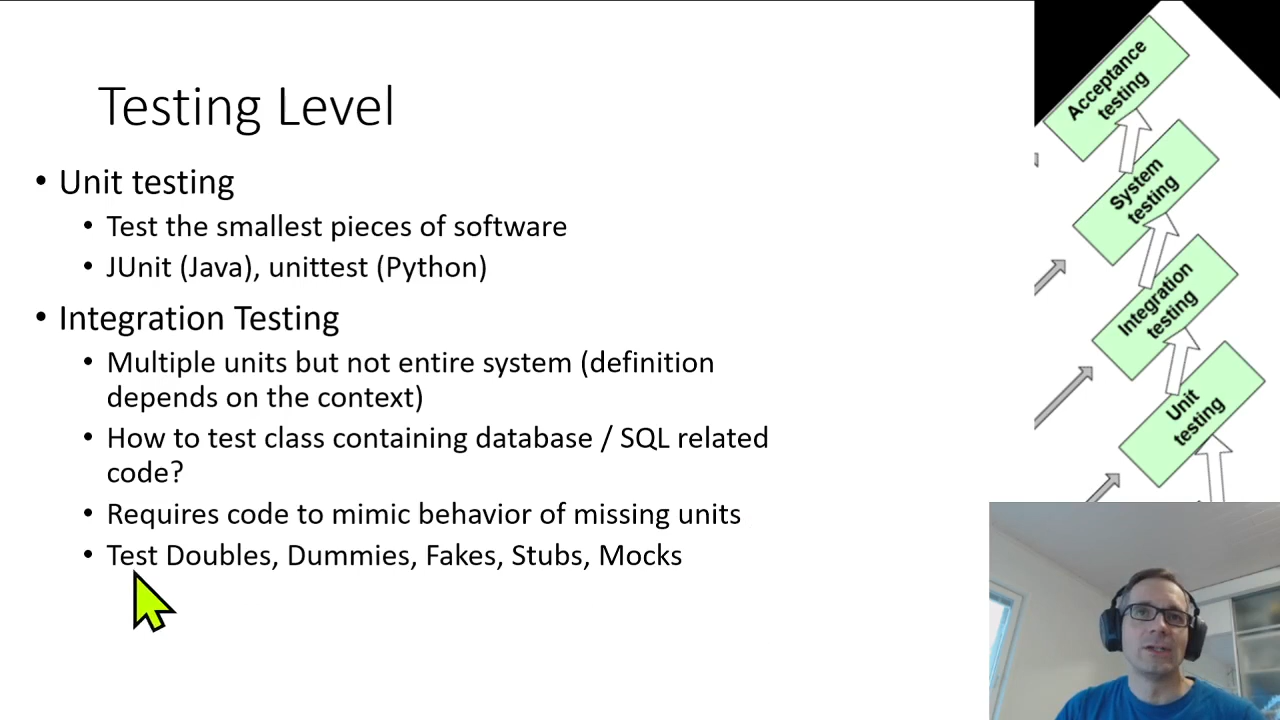 Testing Level
• Unit testing
• Test the smallest pieces of software
• JUnit (Java), unittest (Python)
• Integration Testing
• Multiple units but not entire system (definition
depends on the context)
• How to test class containing database / SQL related
code?
• Requires code to mimic behavior of missing units
• Test Doubles, Dummies, Fakes, Stubs, Mocks
Acceptance
testing
System
testing
Integration
testing
Unit
testing